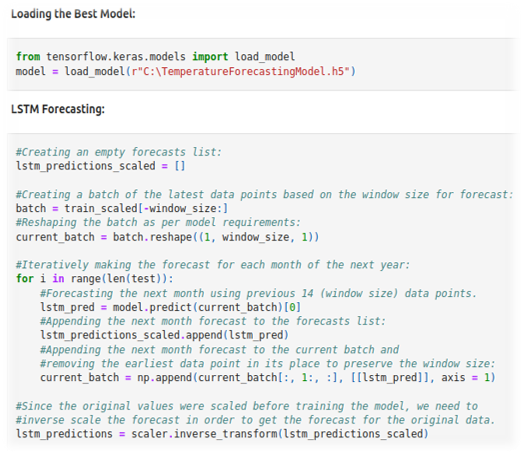 Loading the Best Model:
from tensorflow.keras.models import load_model
model = load_model(r"C:\TemperatureForecastingModel.h5")
LSTM Forecasting:
#Creating an empty forecasts list:
lstm_predictions_scaled = []
#Creating a batch of the latest data points based on the window size for forecast:
batch = train_scaled[-window_size:]
#Reshaping the batch as per model requirements:
current_batch = batch.reshape((1, window_size, 1))
#Iteratively making the forecast for each month of the next year:
for i in range(len(test)):
    #Forecasting the next month using previous 14 (window size) data points.
    lstm_pred = model.predict(current_batch)[0]
    #Appending the next month forecast to the forecasts list:
    lstm_predictions_scaled.append(lstm_pred)
    #Appending the next month forecast to the current batch and
    #removing the earliest data point in its place to preserve the window size:
    current_batch = np.append(current_batch[:, 1:, :], [[lstm_pred]], axis = 1)
#Since the original values were scaled before training the model, we need to
#inverse scale the forecast in order to get the forecast for the original data.
lstm_predictions = scaler.inverse_transform(lstm_predictions_scaled)